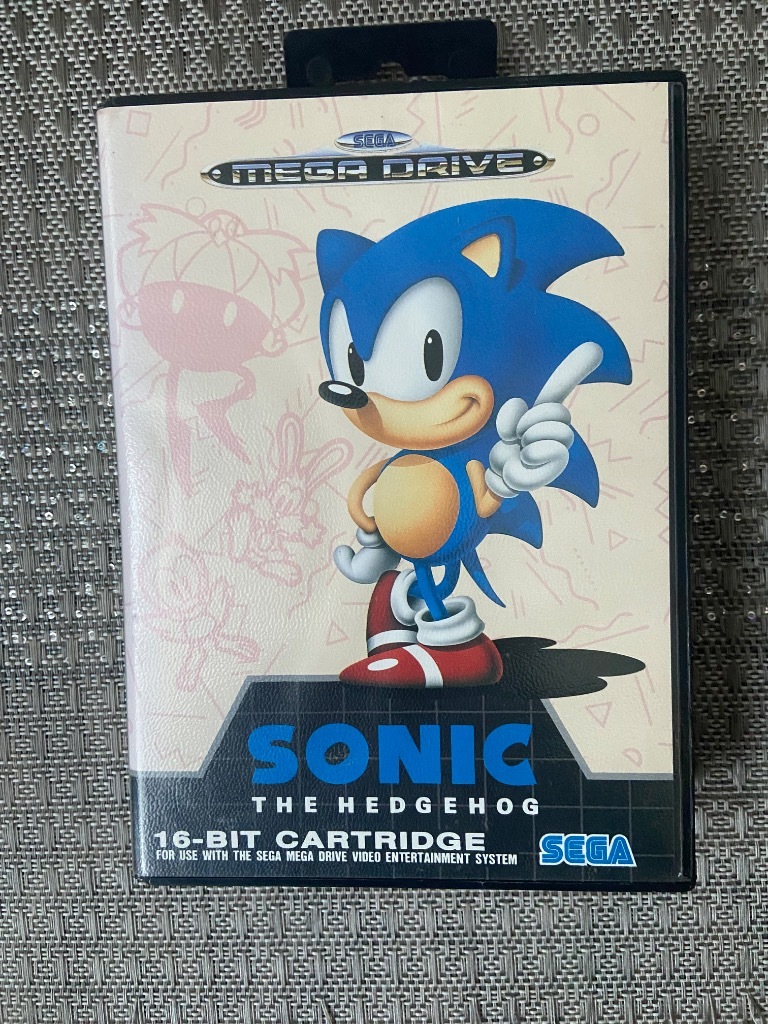 SEGA
MEGA DRIVE
SONIC
THE HEDGEHOG
16-BIT CARTRIDGE
FOR USE WITH THE SEGA MEGA DRIVE VIDEO ENTERTAINMENT SYSTEM
SEGA